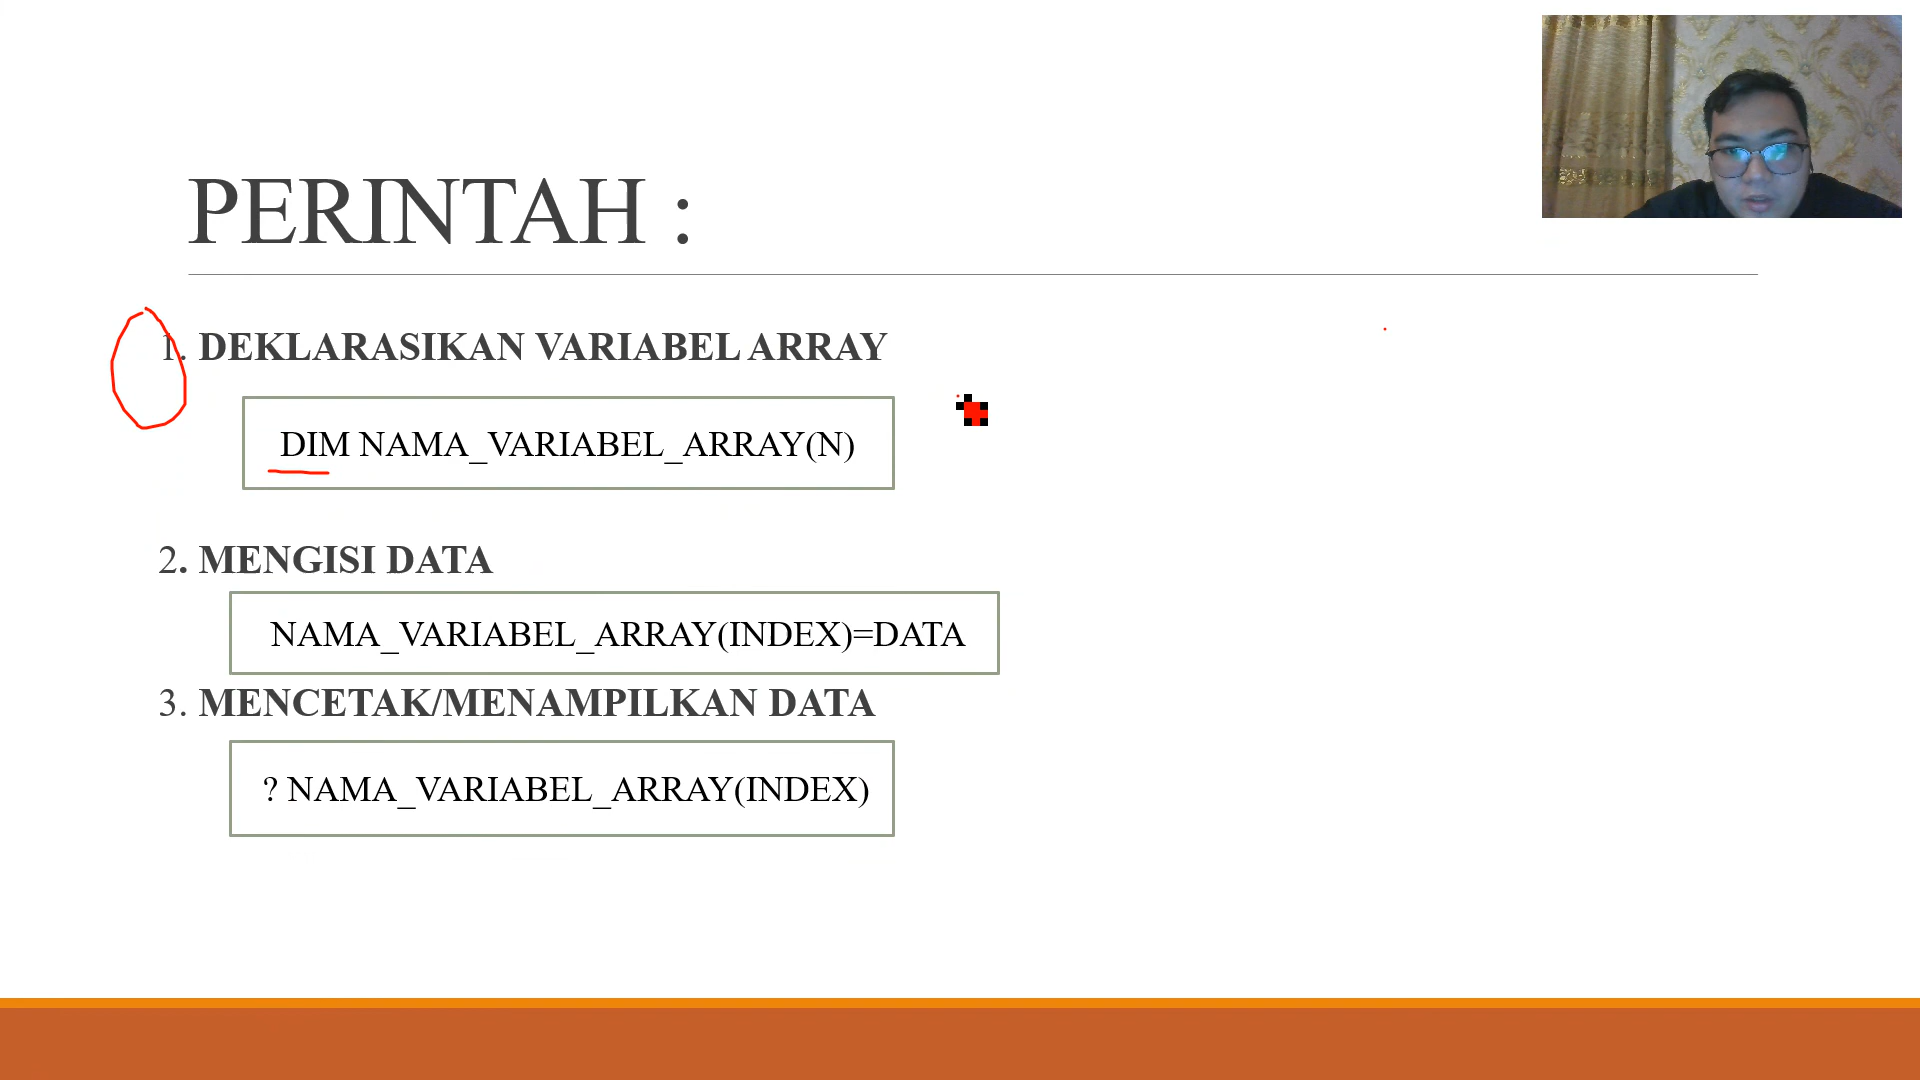 PERINTAH :
1. DEKLARASIKAN VARIABEL ARRAY
DIM NAMA_VARIABEL_ARRAY(N)
2. MENGISI DATA
NAMA_VARIABEL_ARRAY(INDEX)=DATA
3. MENCETAK/MENAMPILKAN DATA
? NAMA_VARIABEL_ARRAY(INDEX)